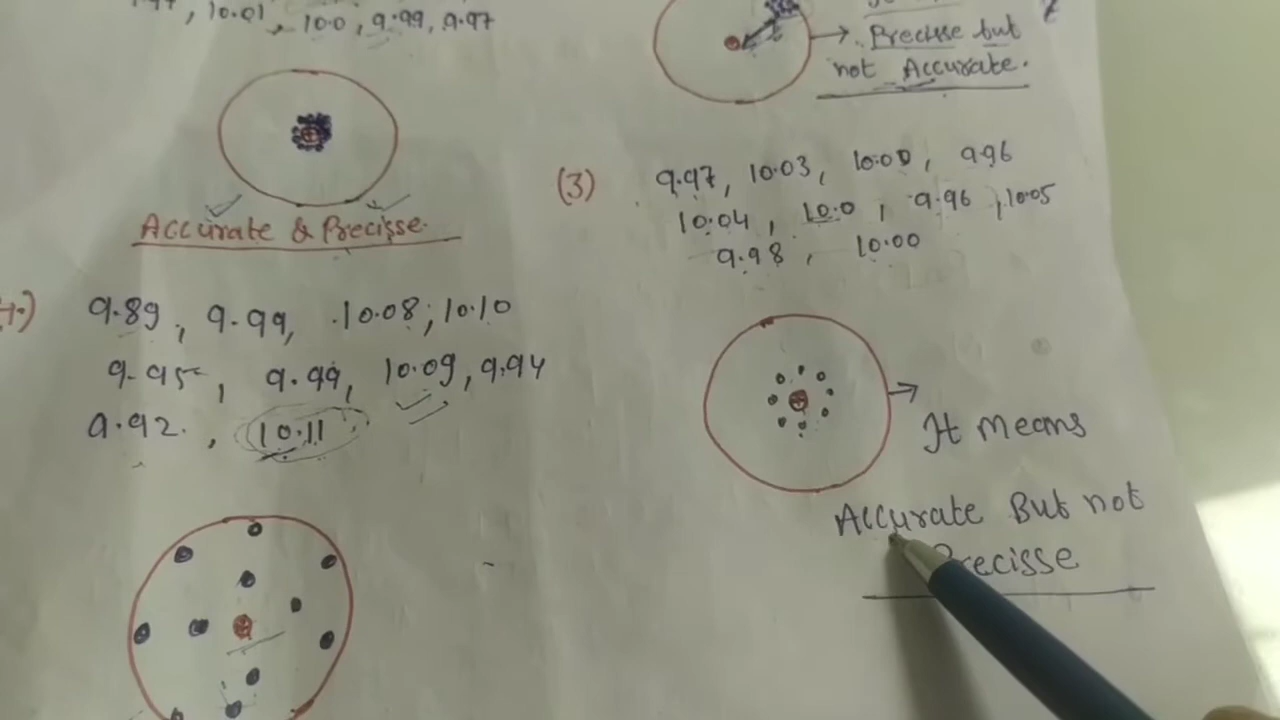 , 10.01, 10.0, 9.99, 9.97
Accurate & Precisse.
9.89, 9.99, 10.08, 10.10
9.95, 9.99, 10.09, 9.94
9.92, 10.11
Precisse but
not Accurate.
(3) 9.97, 10.03, 10.00, 9.96
10.04, 10.0, 9.96, 10.05
9.98, 10.00
It means
Accurate But not
Precisse